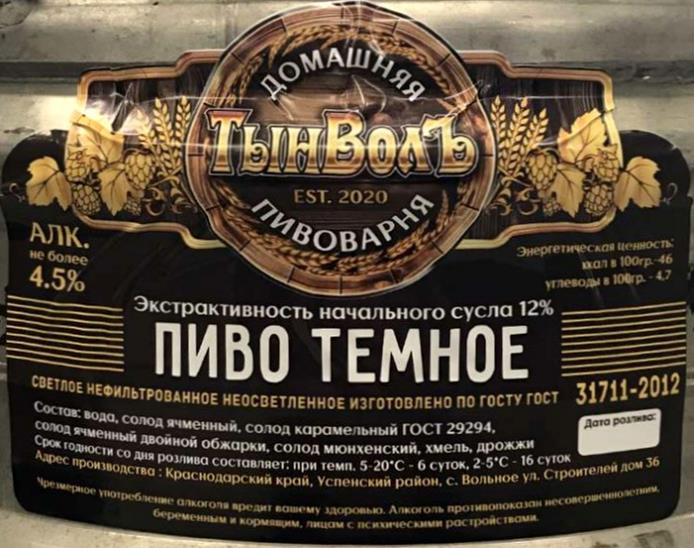 ДОМАШНЯЯ
ТЫНВОЛЪ
EST. 2020
ПИВОВАРНЯ
АЛК.
не более
4.5%
Энергетическая ценность:
ккал в 100гр.-46
углеводы в 100гр. - 4,7
Экстрактивность начального сусла 12%
ПИВО ТЕМНОЕ
СВЕТЛОЕ НЕФИЛЬТРОВАННОЕ НЕОСВЕТЛЕННОЕ ИЗГОТОВЛЕНО ПО ГОСТУ ГОСТ 31711-2012
Состав: вода, солод ячменный, солод карамельный ГОСТ 29294,
солод ячменный двойной обжарки, солод мюнхенский, хмель, дрожжи
Дата розлива:
Срок годности со дня розлива составляет: при темп. 5-20°С - 6 суток, 2-5°С - 16 суток
Адрес производства : Краснодарский край, Успенский район, с. Вольное ул. Строителей дом 36
Чрезмерное употребление алкоголя вредит вашему здоровью. Алкоголь противопоказан несовершеннолетним,
беременным и кормящим, лицам с психическими расстройствами.